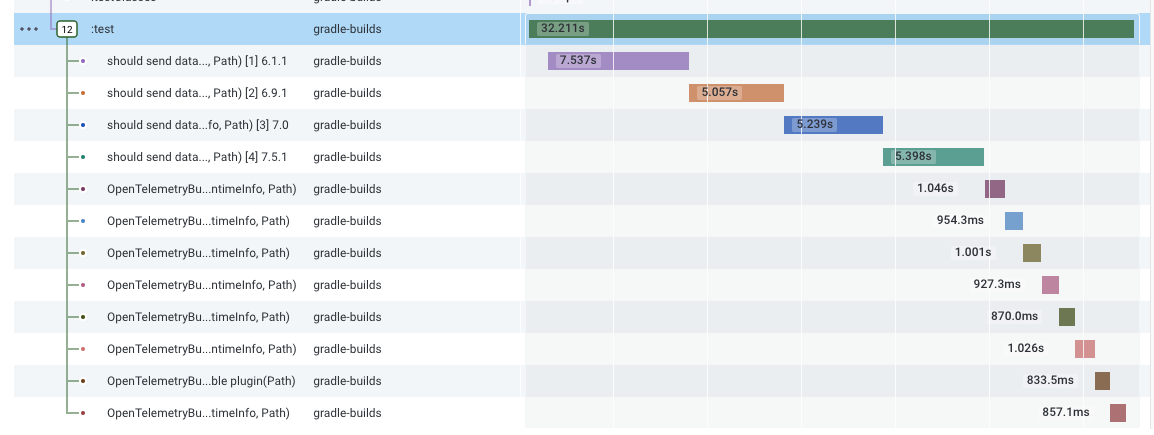 12 :test gradle-builds 32.211s
should send data..., Path) [1] 6.1.1 gradle-builds 7.537s
should send data..., Path) [2] 6.9.1 gradle-builds 5.057s
should send data...fo, Path) [3] 7.0 gradle-builds 5.239s
should send data..., Path) [4] 7.5.1 gradle-builds 5.398s
OpenTelemetryBu...ntimeInfo, Path) gradle-builds 1.046s
OpenTelemetryBu...timeInfo, Path) gradle-builds 954.3ms
OpenTelemetryBu...timeInfo, Path) gradle-builds 1.001s
OpenTelemetryBu...ntimeInfo, Path) gradle-builds 927.3ms
OpenTelemetryBu...timeInfo, Path) gradle-builds 870.0ms
OpenTelemetryBu...ntimeInfo, Path) gradle-builds 1.026s
OpenTelemetryBu...ble plugin(Path) gradle-builds 833.5ms
OpenTelemetryBu...timeInfo, Path) gradle-builds 857.1ms